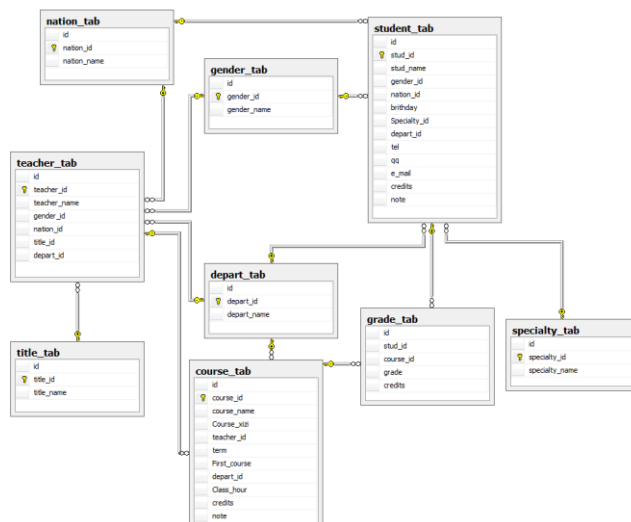 nation_tab
id
nation_id
nation_name
gender_tab
id
gender_id
gender_name
student_tab
id
stud_id
stud_name
gender_id
nation_id
brithday
Specialty_id
depart_id
tel
qq
e_mail
credits
note
teacher_tab
id
teacher_id
teacher_name
gender_id
nation_id
title_id
depart_id
depart_tab
id
depart_id
depart_name
title_tab
id
title_id
title_name
course_tab
id
course_id
course_name
Course_xizi
teacher_id
term
First_course
depart_id
Class_hour
credits
note
grade_tab
id
stud_id
course_id
grade
credits
specialty_tab
id
specialty_id
specialty_name